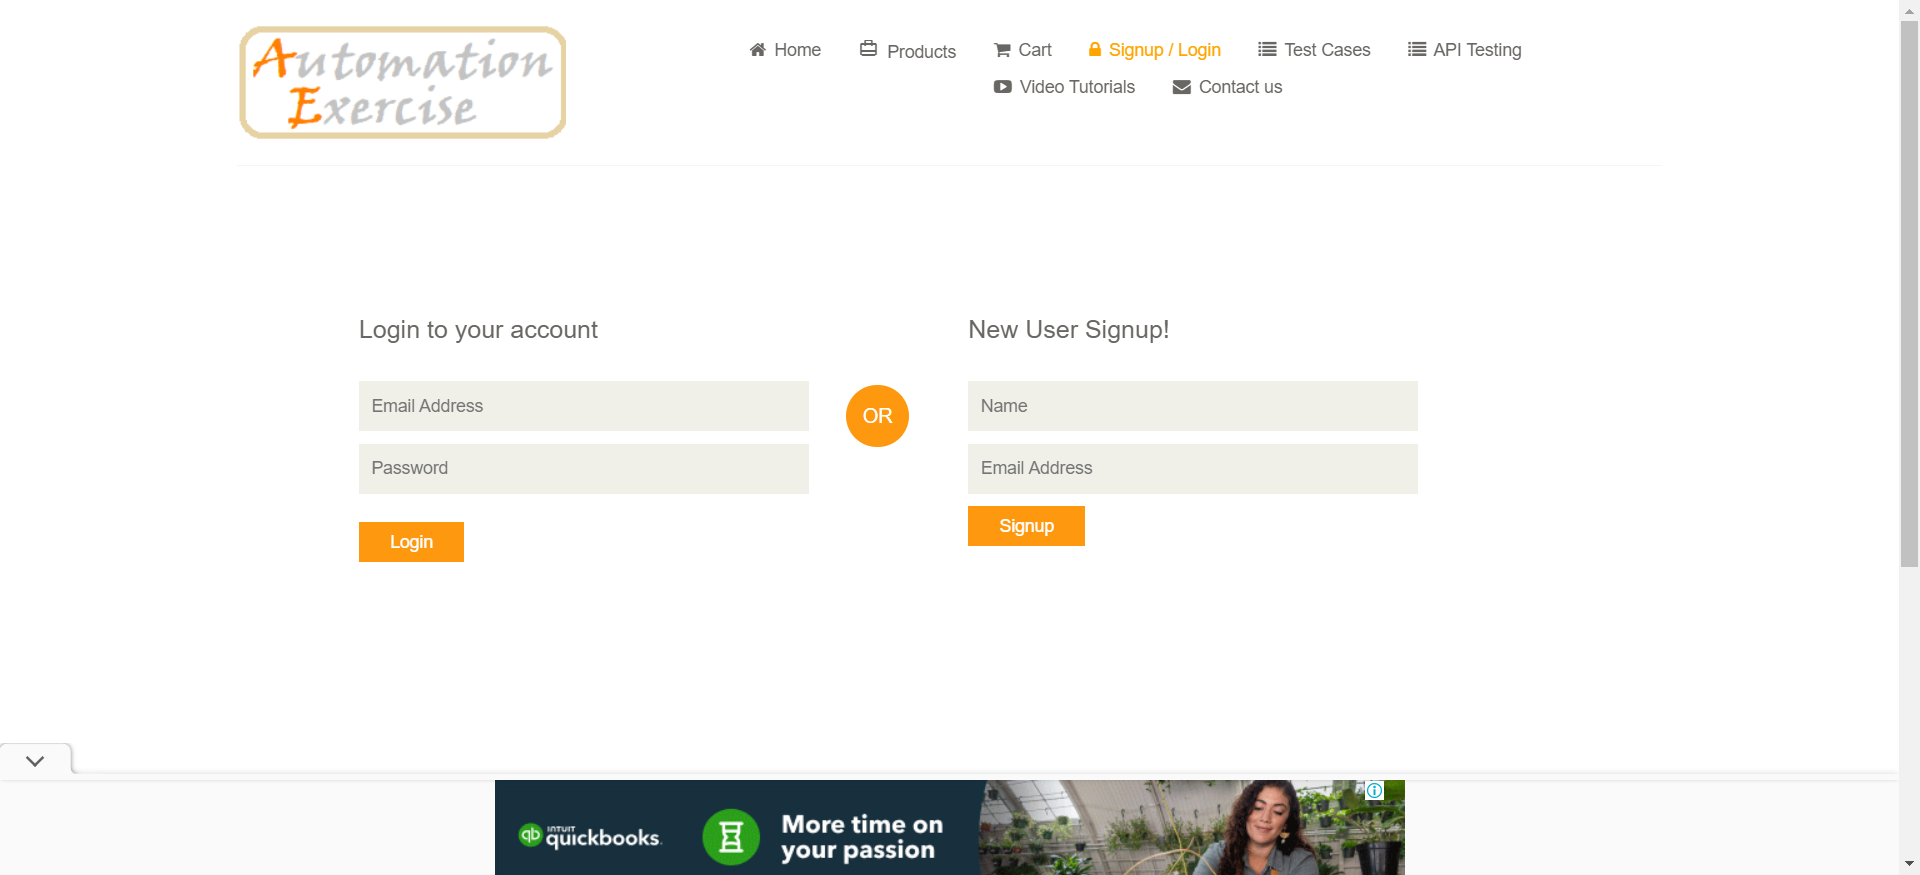 Automation
Exercise
Home
Products
Cart
Signup / Login
Test Cases
API Testing
Video Tutorials
Contact us
Login to your account
Email Address
Password
Login
OR
New User Signup!
Name
Email Address
Signup
qb INTUIT
quickbooks.
More time on
your passion